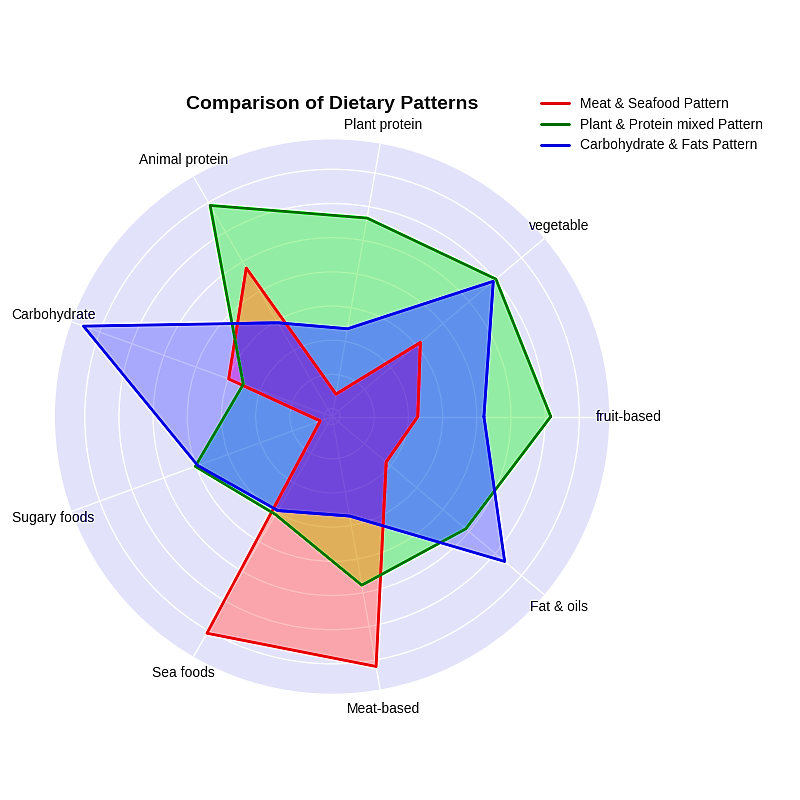 Comparison of Dietary Patterns
Meat & Seafood Pattern
Plant & Protein mixed Pattern
Carbohydrate & Fats Pattern
Plant protein
Animal protein
vegetable
Carbohydrate
fruit-based
Sugary foods
Fat & oils
Sea foods
Meat-based